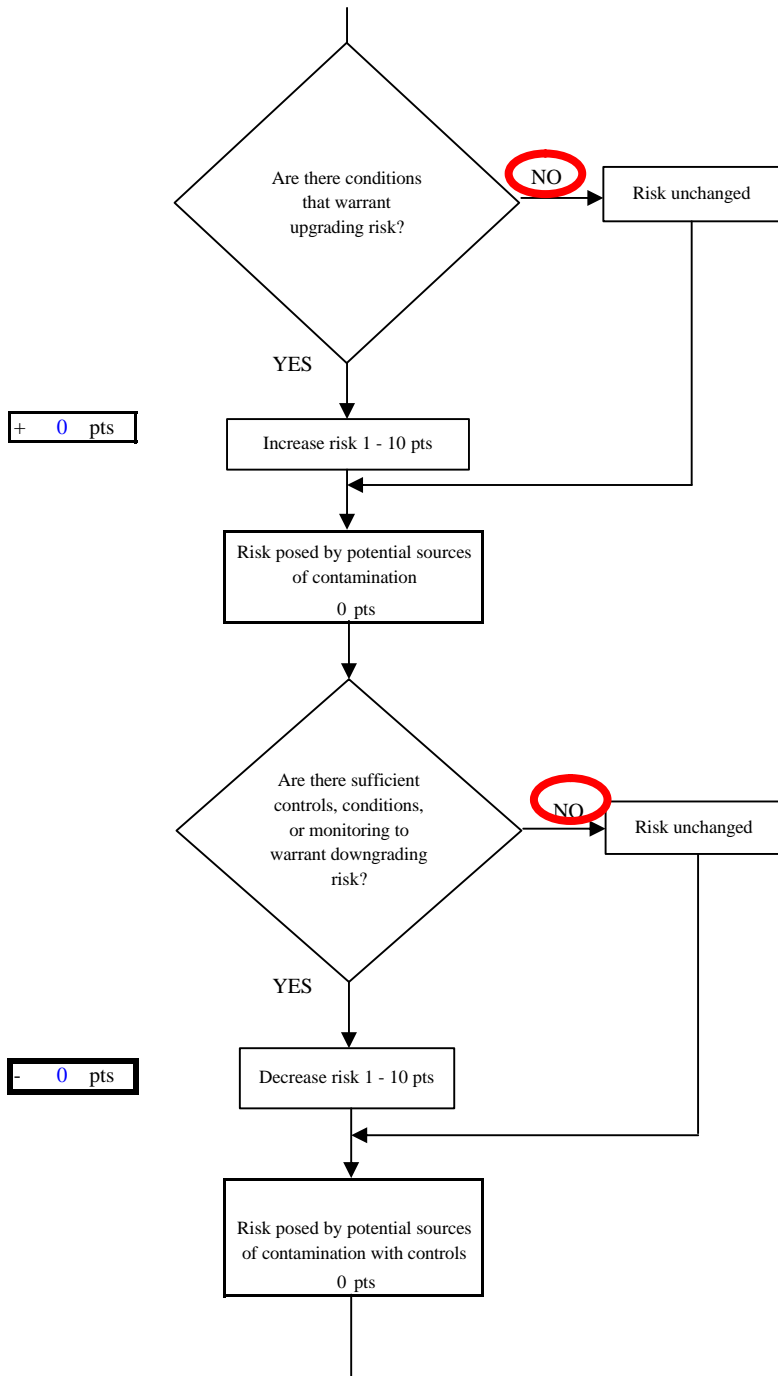 Are there conditions
that warrant
upgrading risk?
NO
Risk unchanged
YES
+ 0 pts
Increase risk 1 - 10 pts
Risk posed by potential sources
of contamination
0 pts
Are there sufficient
controls, conditions,
or monitoring to
warrant downgrading
risk?
NO
Risk unchanged
YES
- 0 pts
Decrease risk 1 - 10 pts
Risk posed by potential sources
of contamination with controls
0 pts